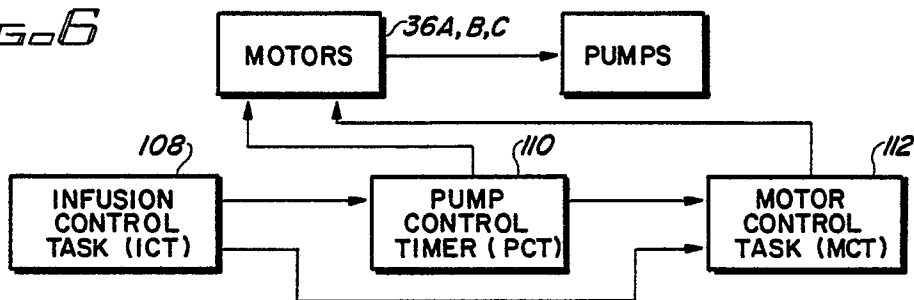 G-6
MOTORS
36A, B, C
PUMPS
108
INFUSION
CONTROL
TASK (ICT)
110
PUMP
CONTROL
TIMER (PCT)
112
MOTOR
CONTROL
TASK (MCT)